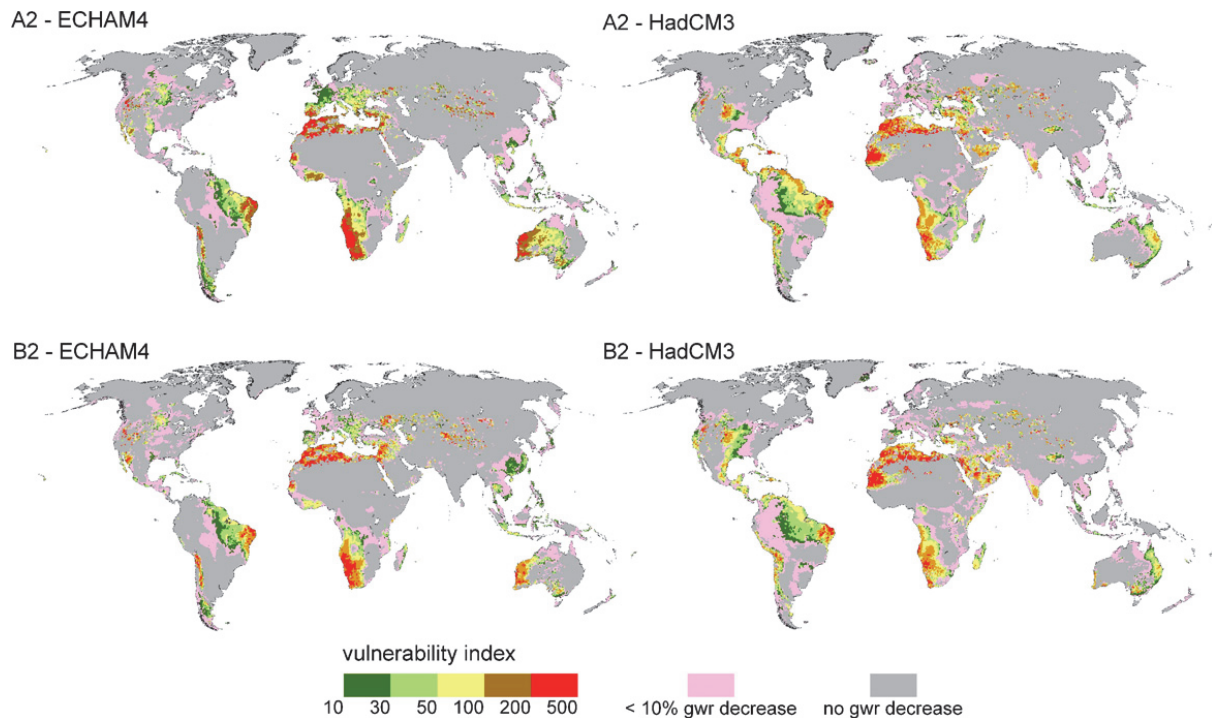 A2 - ECHAM4
A2 - HadCM3
B2 - ECHAM4
B2 - HadCM3
vulnerability index
10 30 50 100 200 500
< 10% gwr decrease
no gwr decrease